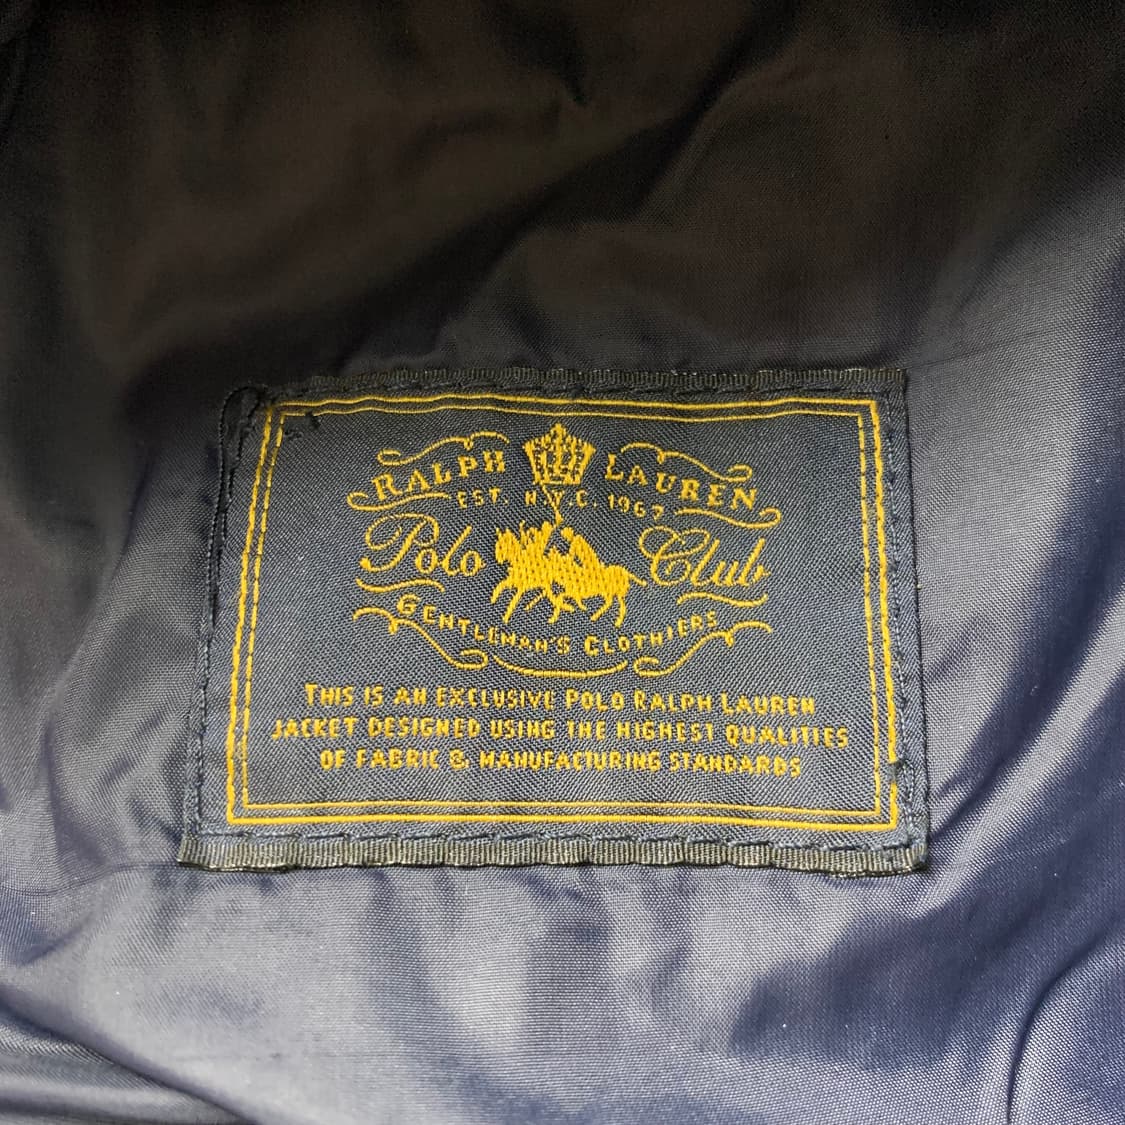 RALPH LAUREN
EST. N.Y.C. 1967
Polo Club
GENTLEMAN'S CLOTHIERS
THIS IS AN EXCLUSIVE POLO RALPH LAUREN
JACKET DESIGNED USING THE HIGHEST QUALITIES
OF FABRIC & MANUFACTURING STANDARDS